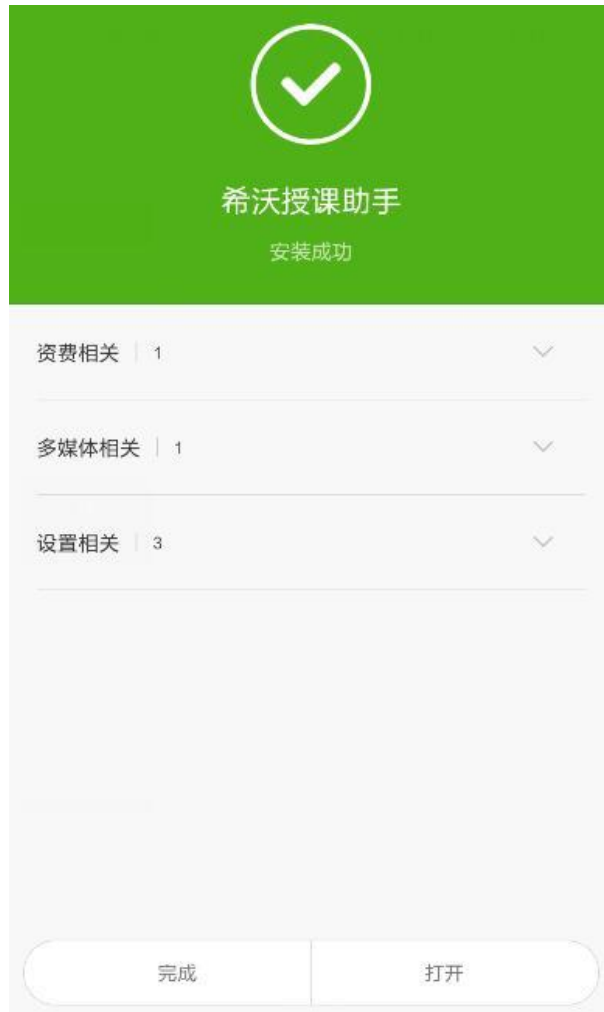 希沃授课助手
安装成功
资费相关 1
多媒体相关 1
设置相关 3
完成 打开